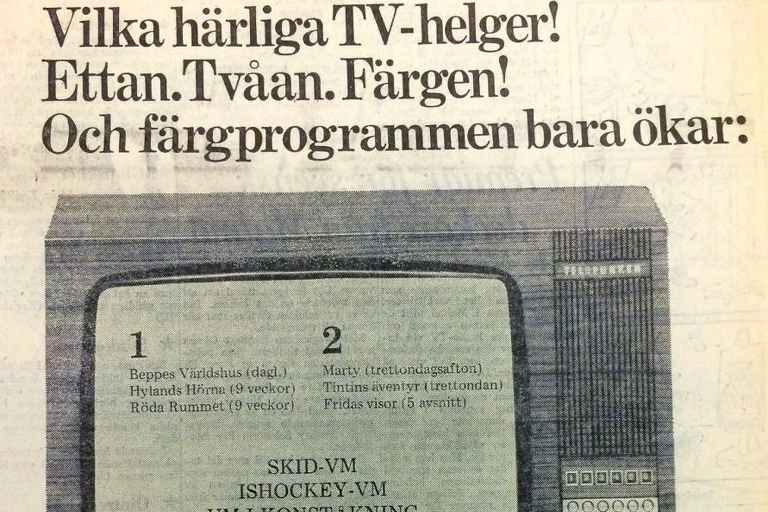 Vilka härliga TV-helger!
Ettan. Tvåan. Färgen!
Och färgprogrammen bara ökar:
TELEFUNKEN
1
Beppes Världshus (dagl.)
Hylands Hörna (9 veckor)
Röda Rummet (9 veckor)
2
Marty (trettondagsafton)
Tintins äventyr (trettondan)
Fridas visor (5 avsnitt)
SKID-VM
ISHOCKEY-VM
VM I KONSTÅKNING